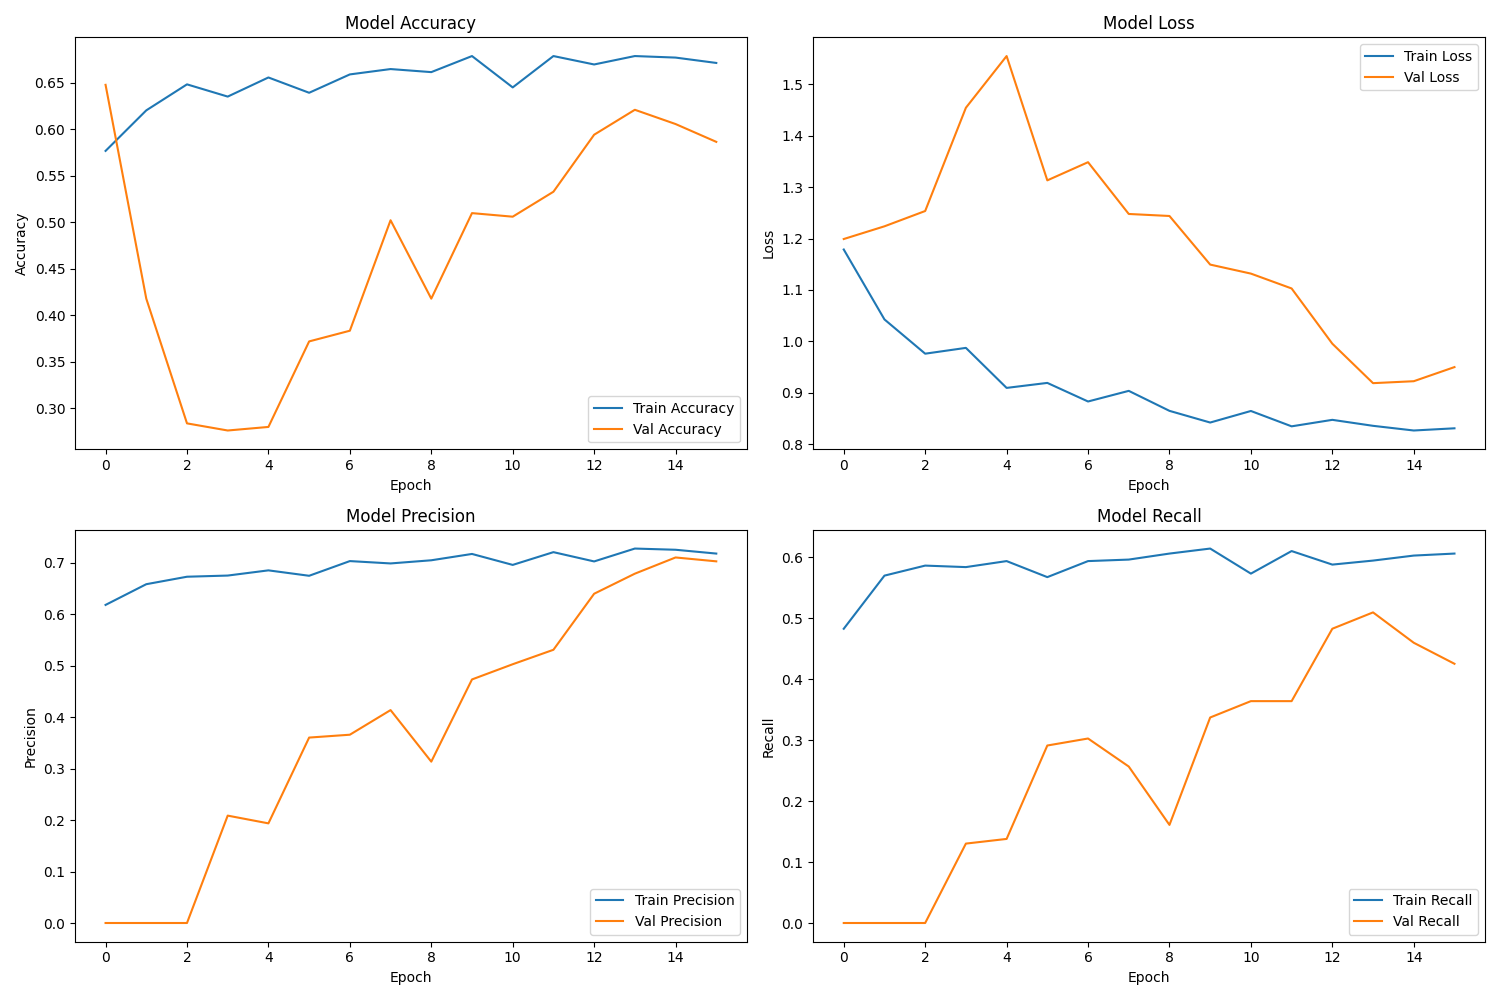 Model Accuracy
Accuracy
0.65
0.60
0.55
0.50
0.45
0.40
0.35
0.30
Train Accuracy
Val Accuracy
0 2 4 6 8 10 12 14
Epoch
Model Loss
Loss
1.5
1.4
1.3
1.2
1.1
1.0
0.9
0.8
Train Loss
Val Loss
0 2 4 6 8 10 12 14
Epoch
Model Precision
Precision
0.7
0.6
0.5
0.4
0.3
0.2
0.1
0.0
Train Precision
Val Precision
0 2 4 6 8 10 12 14
Epoch
Model Recall
Recall
0.6
0.5
0.4
0.3
0.2
0.1
0.0
Train Recall
Val Recall
0 2 4 6 8 10 12 14
Epoch